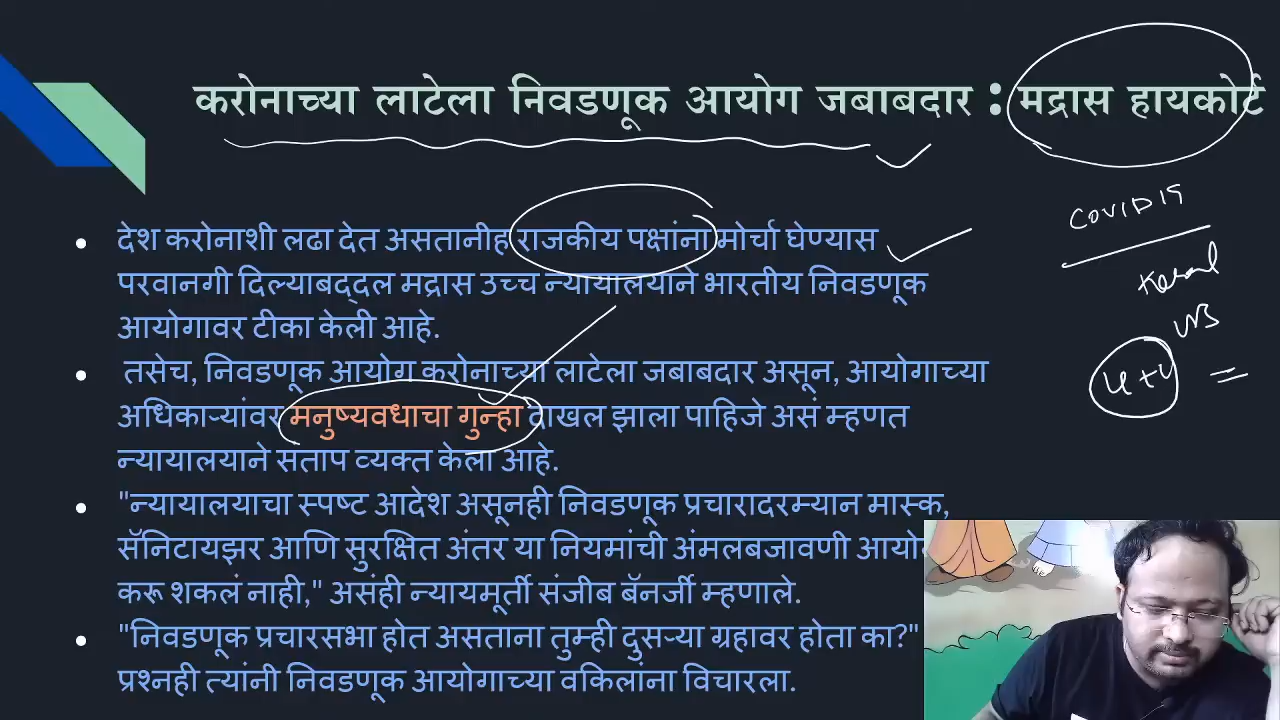 करोनाच्या लाटेला निवडणूक आयोग जबाबदार : मद्रास हायकोर्ट
देश करोनाशी लढा देत असतानीह राजकीय पक्षांना मोर्चा घेण्यास
परवानगी दिल्याबद्दल मद्रास उच्च न्यायालयाने भारतीय निवडणूक
आयोगावर टीका केली आहे.
तसेच, निवडणूक आयोग करोनाच्या लाटेला जबाबदार असून, आयोगाच्या
अधिकाऱ्यांवर मनुष्यवधाचा गुन्हा दाखल झाला पाहिजे असं म्हणत
न्यायालयाने संताप व्यक्त केला आहे.
"न्यायालयाचा स्पष्ट आदेश असूनही निवडणूक प्रचारादरम्यान मास्क,
सॅनिटायझर आणि सुरक्षित अंतर या नियमांची अंमलबजावणी
करू शकलं नाही," असंही न्यायमूर्ती संजीब बॅनर्जी म्हणाले.
"निवडणूक प्रचारसभा होत असताना तुम्ही दुसऱ्या ग्रहावर होता का?"
प्रश्नही त्यांनी निवडणूक आयोगाच्या वकिलांना विचारला.
COVID19
Keral
WB